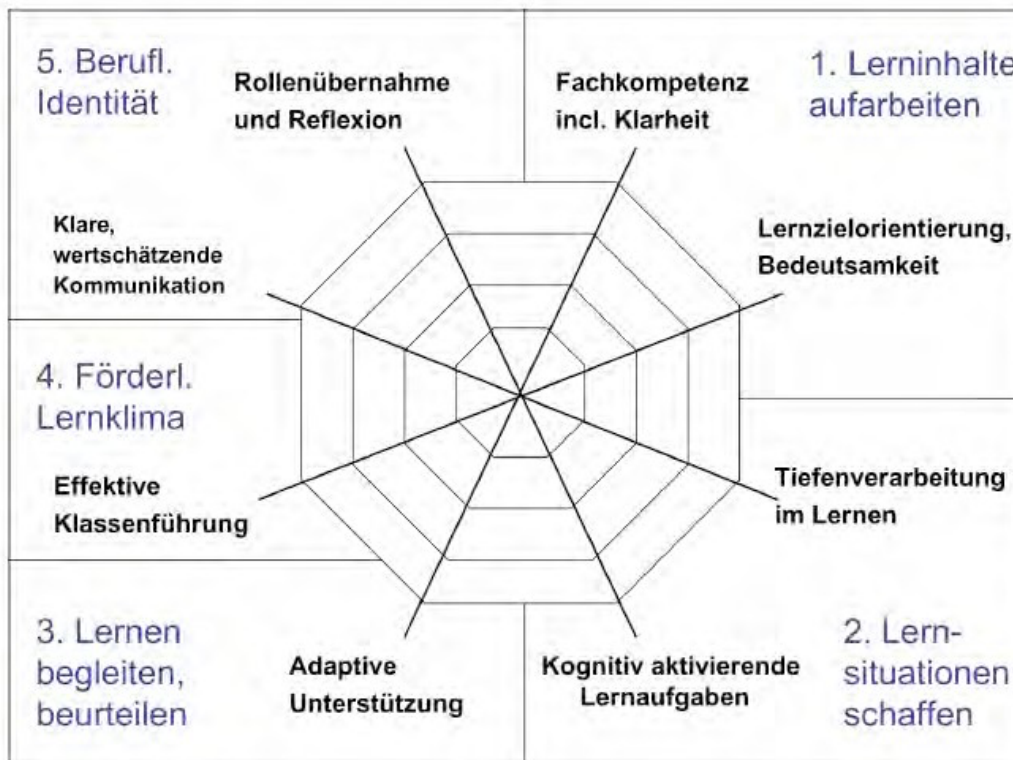 5. Berufl.
Identität
Rollenübernahme
und Reflexion
Fachkompetenz
incl. Klarheit
1. Lerninhalte
aufarbeiten
Klare,
wertschätzende
Kommunikation
Lernzielorientierung,
Bedeutsamkeit
4. Förderl.
Lernklima
Effektive
Klassenführung
Tiefenverarbeitung
im Lernen
3. Lernen
begleiten,
beurteilen
Adaptive
Unterstützung
Kognitiv aktivierende
Lernaufgaben
2. Lern-
situationen
schaffen